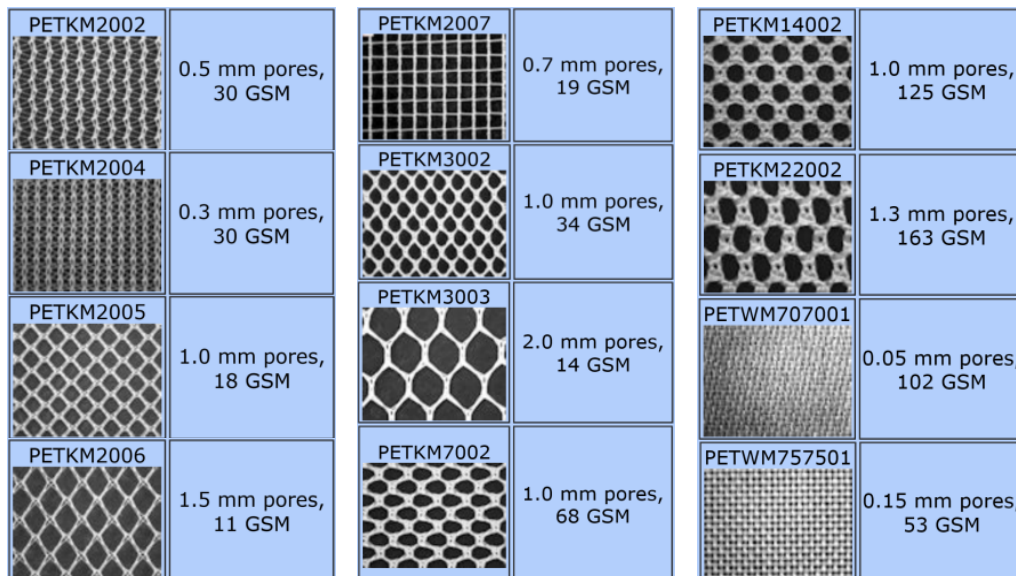 PETKM2002
0.5 mm pores,
30 GSM
PETKM2004
0.3 mm pores,
30 GSM
PETKM2005
1.0 mm pores,
18 GSM
PETKM2006
1.5 mm pores,
11 GSM
PETKM2007
0.7 mm pores,
19 GSM
PETKM3002
1.0 mm pores,
34 GSM
PETKM3003
2.0 mm pores,
14 GSM
PETKM7002
1.0 mm pores,
68 GSM
PETKM14002
1.0 mm pores,
125 GSM
PETKM22002
1.3 mm pores,
163 GSM
PETWM707001
0.05 mm pores,
102 GSM
PETWM757501
0.15 mm pores,
53 GSM